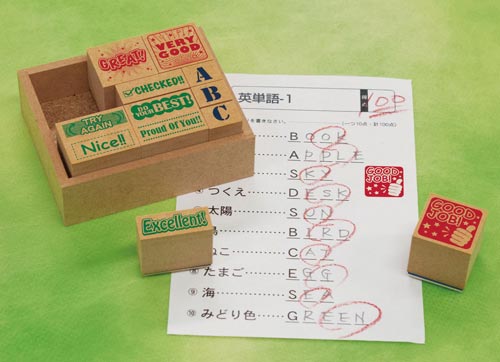 GREAT!
VERY GOOD
CHECKED!!
A
B
C
DO YOUR BEST!
TRY AGAIN
Nice!!
Proud Of You!!
Excellent!
英単語-1
100
BOOK
APPLE
SKY
つくえ DESK
太陽 SUN
BIRD
ねこ CAT
たまご EGG
⑨ 海 SEA
⑩ みどり色 GREEN
GOOD JOB!
GOOD JOB!